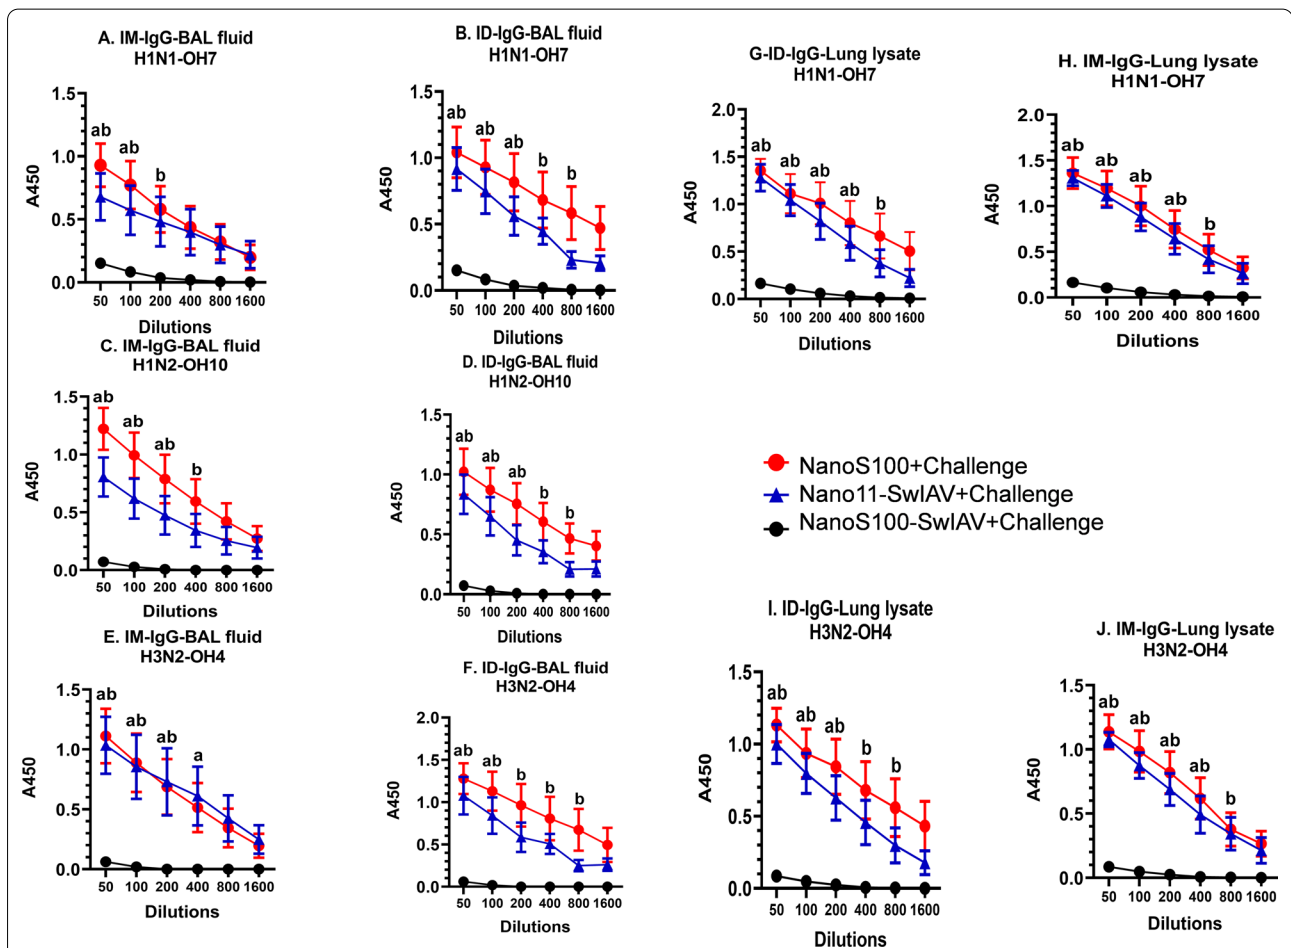 A. IM-IgG-BAL fluid
H1N1-OH7
1.5
1.0
0.5
0.0
A450
ab
ab
b
50 100 200 400 800 1600
Dilutions
B. ID-IgG-BAL fluid
H1N1-OH7
1.5
1.0
0.5
0.0
A450
ab
ab
ab
b
b
50 100 200 400 800 1600
Dilutions
G-ID-IgG-Lung lysate
H1N1-OH7
2.0
1.5
1.0
0.5
0.0
A450
ab
ab
ab
ab
b
50 100 200 400 800 1600
Dilutions
H. IM-IgG-Lung lysate
H1N1-OH7
2.0
1.5
1.0
0.5
0.0
A450
ab
ab
ab
ab
b
50 100 200 400 800 1600
Dilutions
C. IM-IgG-BAL fluid
H1N2-OH10
1.5
1.0
0.5
0.0
A450
ab
ab
ab
b
50 100 200 400 800 1600
Dilutions
D. ID-IgG-BAL fluid
H1N2-OH10
1.5
1.0
0.5
0.0
A450
ab
ab
ab
b
b
50 100 200 400 800 1600
Dilutions
NanoS100+Challenge
Nano11-SwIAV+Challenge
NanoS100-SwIAV+Challenge
E. IM-IgG-BAL fluid
H3N2-OH4
1.5
1.0
0.5
0.0
A450
ab
ab
ab
a
50 100 200 400 800 1600
Dilutions
F. ID-IgG-BAL fluid
H3N2-OH4
2.0
1.5
1.0
0.5
0.0
A450
ab
ab
b
b
b
50 100 200 400 800 1600
Dilutions
I. ID-IgG-Lung lysate
H3N2-OH4
1.5
1.0
0.5
0.0
A450
ab
ab
ab
b
b
50 100 200 400 800 1600
Dilutions
J. IM-IgG-Lung lysate
H3N2-OH4
1.5
1.0
0.5
0.0
A450
ab
ab
ab
ab
b
50 100 200 400 800 1600
Dilutions